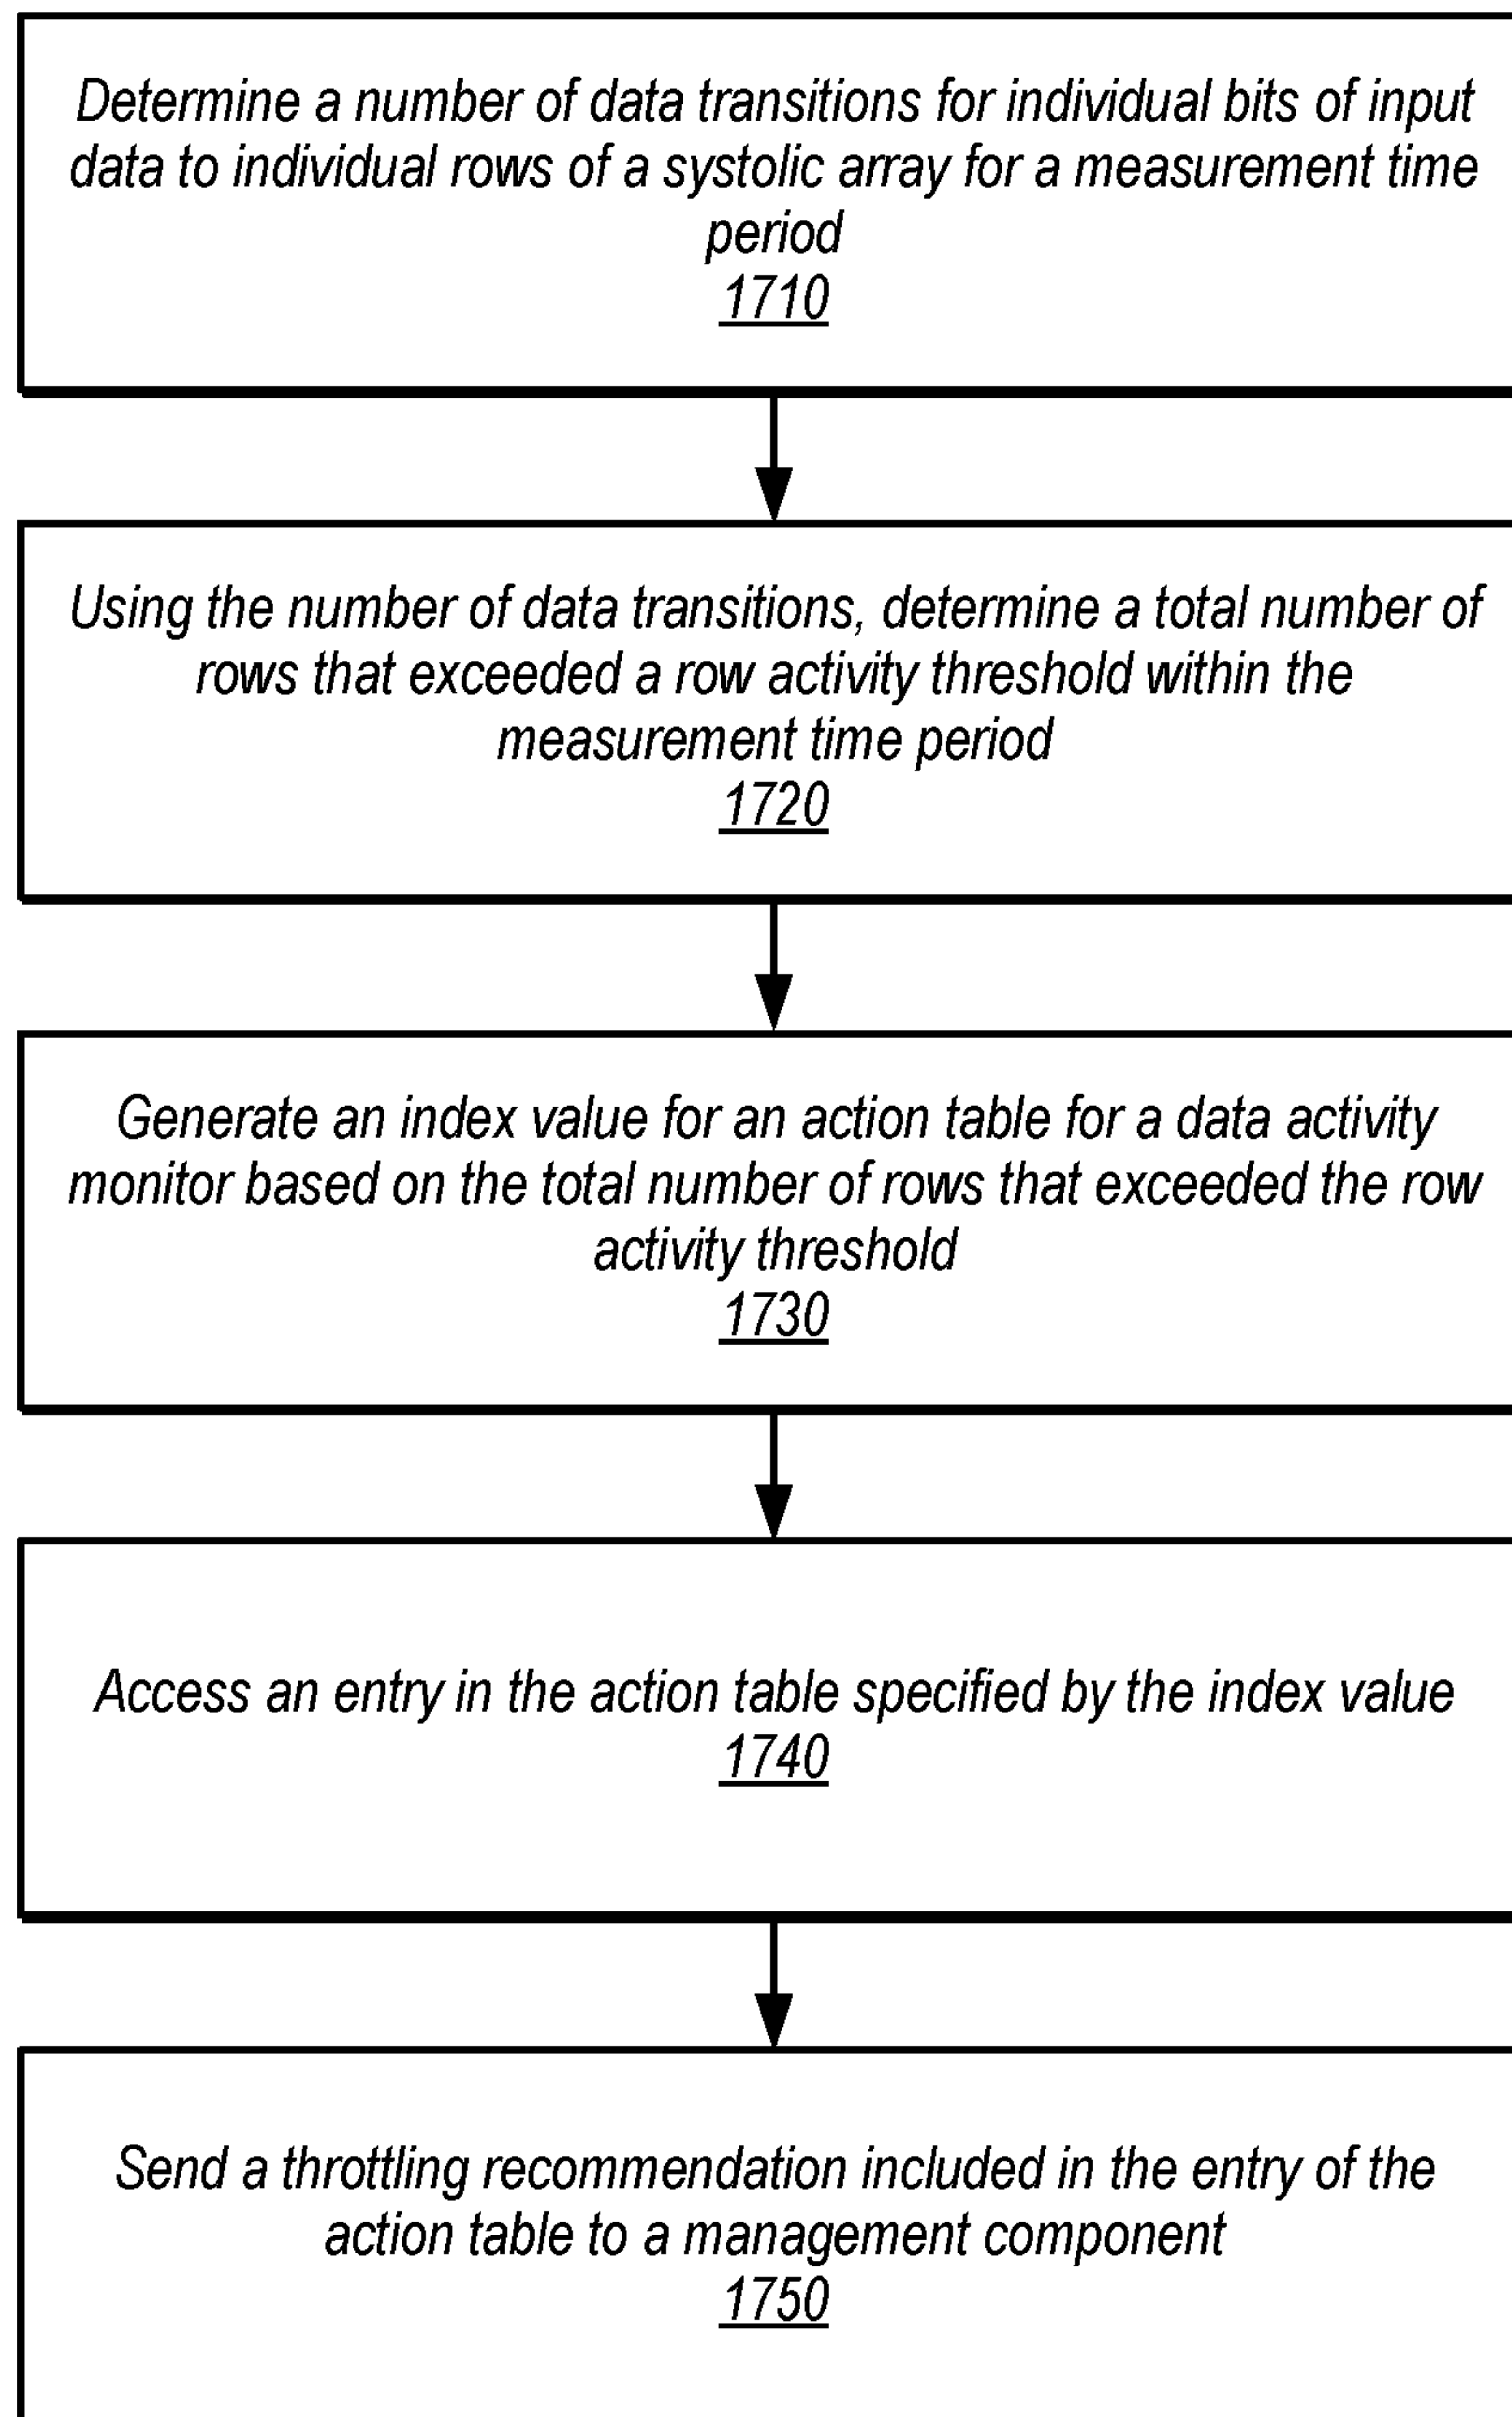 Determine a number of data transitions for individual bits of input
data to individual rows of a systolic array for a measurement time
period
1710
Using the number of data transitions, determine a total number of
rows that exceeded a row activity threshold within the
measurement time period
1720
Generate an index value for an action table for a data activity
monitor based on the total number of rows that exceeded the row
activity threshold
1730
Access an entry in the action table specified by the index value
1740
Send a throttling recommendation included in the entry of the
action table to a management component
1750